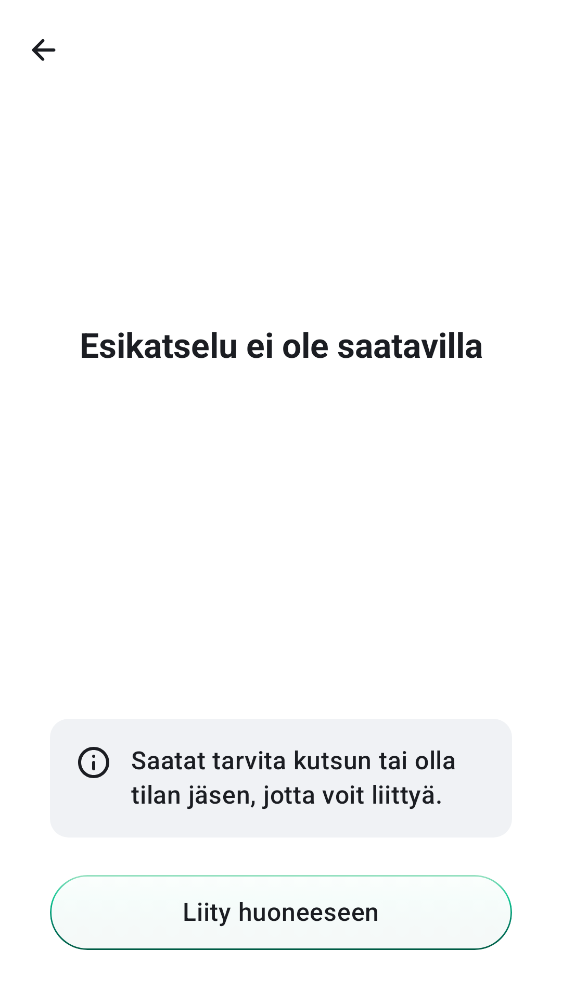 Esikatselu ei ole saatavilla
Saatat tarvita kutsun tai olla
tilan jäsen, jotta voit liittyä.
Liity huoneeseen